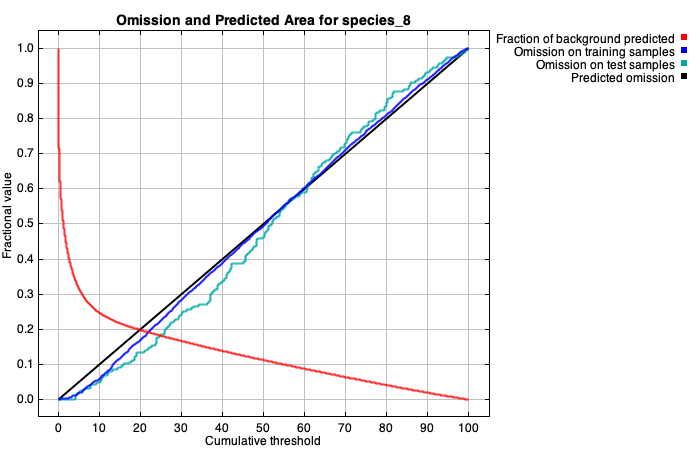 Omission and Predicted Area for species_8
Fraction of background predicted
Omission on training samples
Omission on test samples
Predicted omission
Fractional value
1.0
0.9
0.8
0.7
0.6
0.5
0.4
0.3
0.2
0.1
0.0
0 10 20 30 40 50 60 70 80 90 100
Cumulative threshold